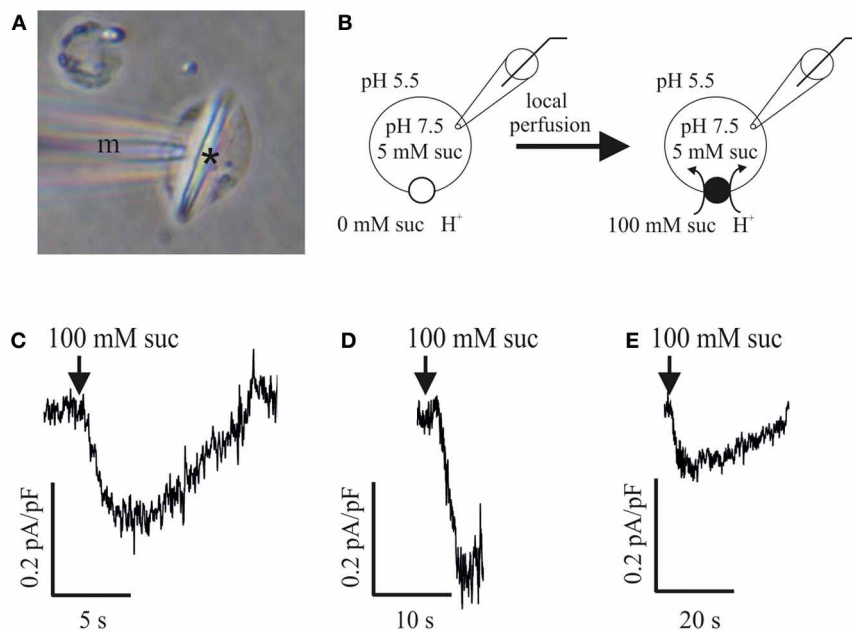 A
m
*
B
pH 5.5
pH 7.5
5 mM suc
0 mM suc H⁺
local
perfusion
pH 5.5
pH 7.5
5 mM suc
100 mM suc H⁺
C
100 mM suc
0.2 pA/pF
5 s
D
100 mM suc
0.2 pA/pF
10 s
E
100 mM suc
0.2 pA/pF
20 s